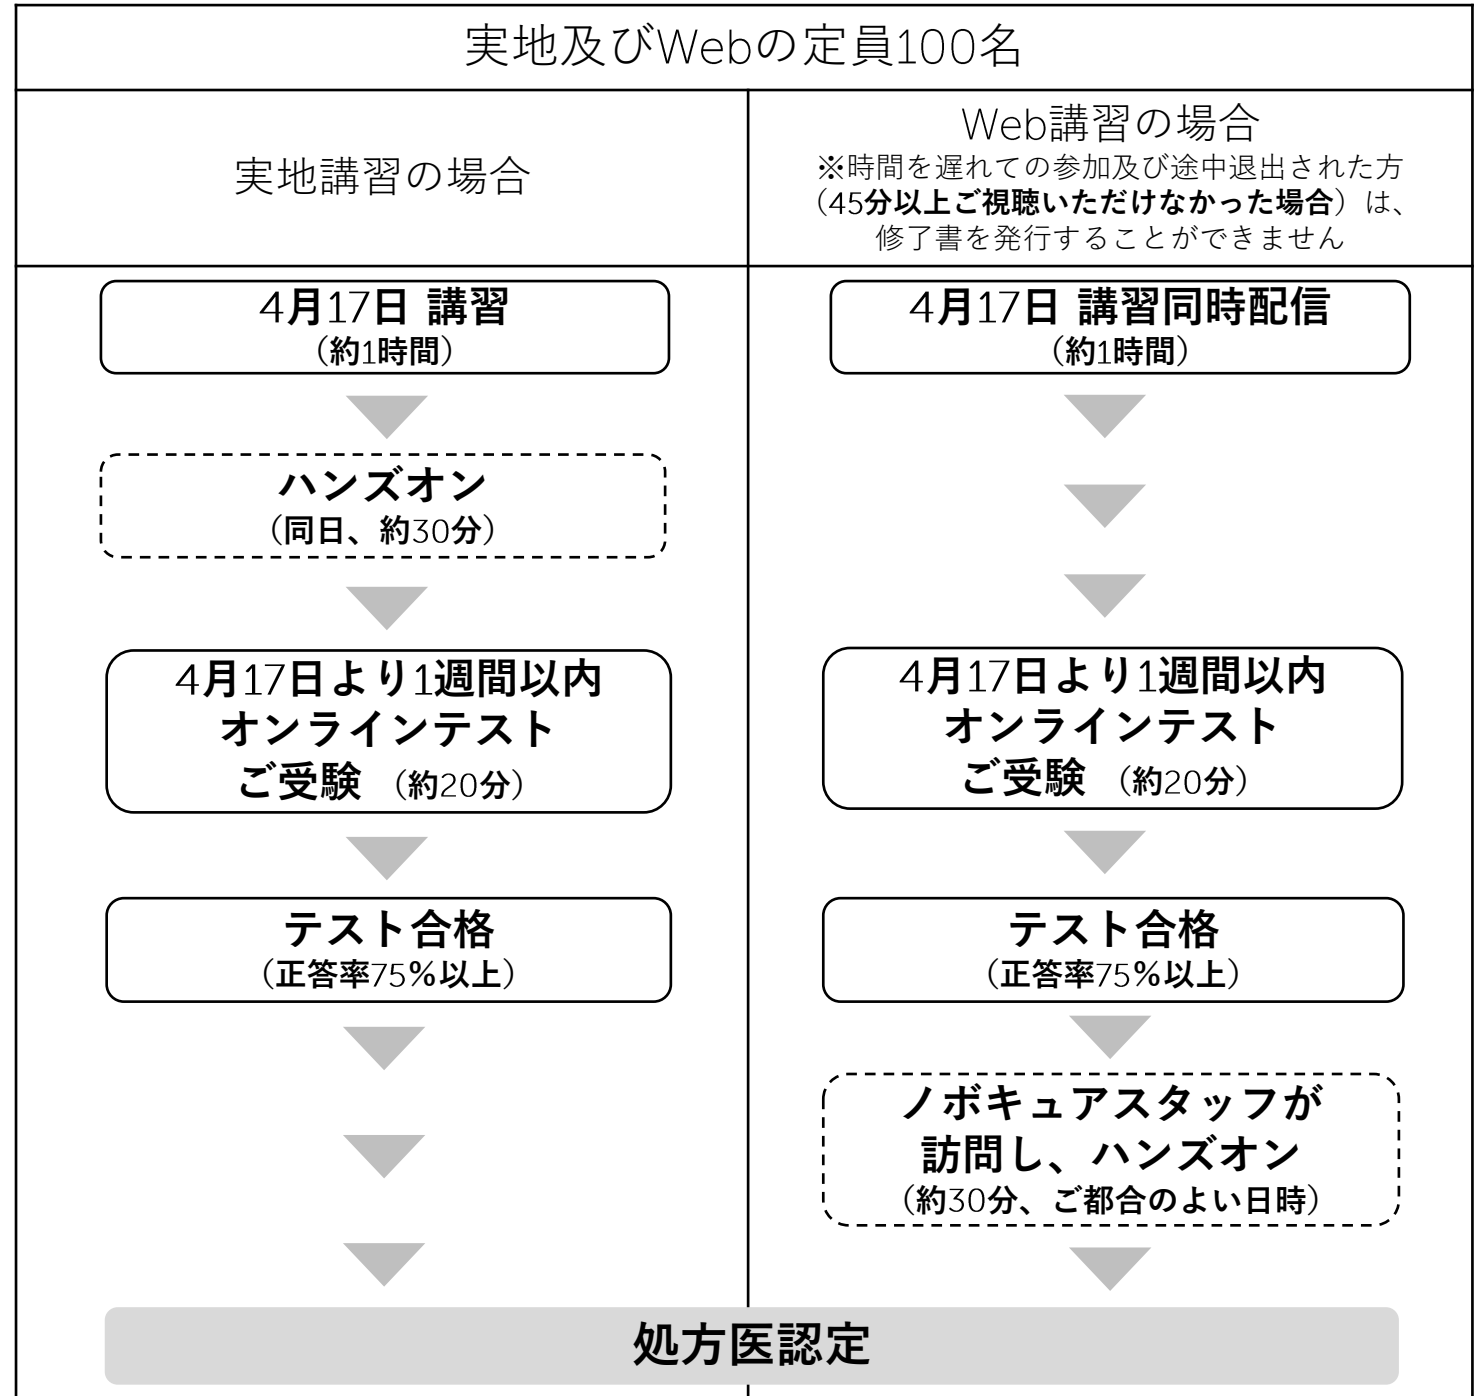 実地及びWebの定員100名
実地講習の場合
Web講習の場合
※時間を遅れての参加及び途中退出された方
（45分以上ご視聴いただけなかった場合）は、
修了書を発行することができません
4月17日 講習
（約1時間）
ハンズオン
（同日、約30分）
4月17日より1週間以内
オンラインテスト
ご受験 （約20分）
テスト合格
（正答率75%以上）
4月17日 講習同時配信
（約1時間）
4月17日より1週間以内
オンラインテスト
ご受験 （約20分）
テスト合格
（正答率75%以上）
ノボキュアスタッフが
訪問し、ハンズオン
（約30分、ご都合のよい日時）
処方医認定